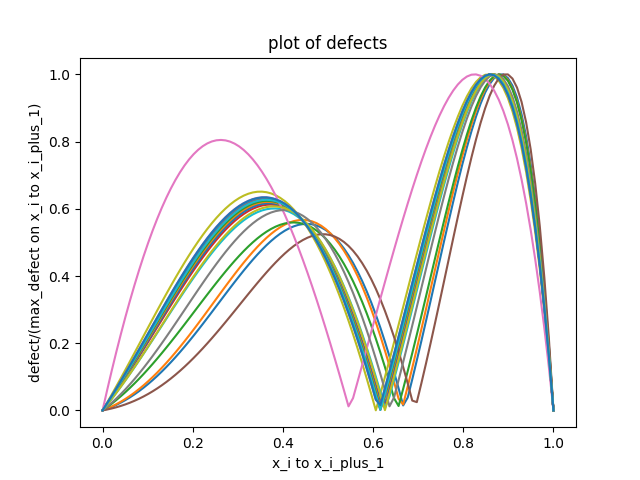 plot of defects
defect/(max_defect on x_i to x_i_plus_1)
1.0
0.8
0.6
0.4
0.2
0.0
0.0 0.2 0.4 0.6 0.8 1.0
x_i to x_i_plus_1